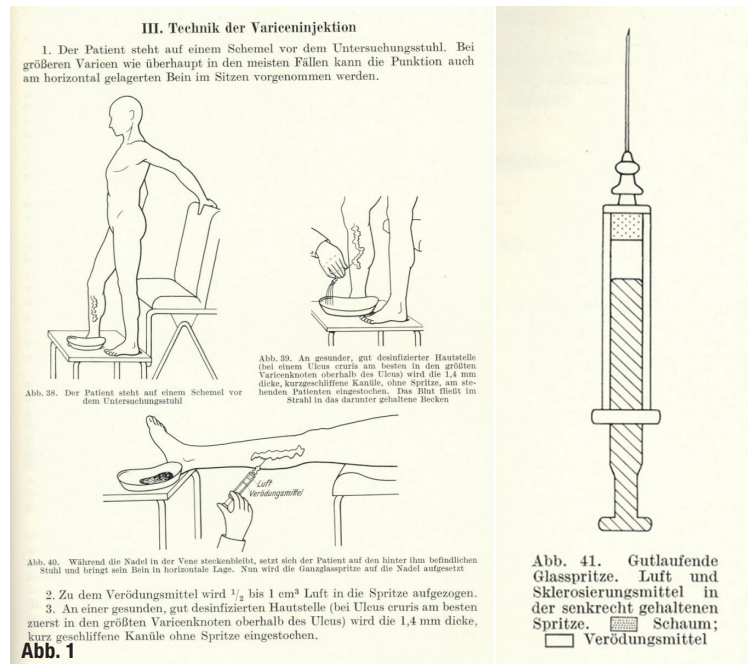 III. Technik der Variceninjektion
1. Der Patient steht auf einem Schemel vor dem Untersuchungsstuhl. Bei
größeren Varicen wie überhaupt in den meisten Fällen kann die Punktion auch
am horizontal gelagerten Bein im Sitzen vorgenommen werden.
Abb. 38. Der Patient steht auf einem Schemel vor
dem Untersuchungsstuhl
Abb. 39. An gesunder, gut desinfizierter Hautstelle
(bei einem Ulcus cruris am besten in den größten
Varicenknoten oberhalb des Ulcus) wird die 1,4 mm
dicke, kurzgeschliffene Kanüle, ohne Spritze, am ste-
henden Patienten eingestochen. Das Blut fließt im
Strahl in das darunter gehaltene Becken
Luft
Verödungsmittel
Abb. 40. Während die Nadel in der Vene steckenbleibt, setzt sich der Patient auf den hinter ihm befindlichen
Stuhl und bringt sein Bein in horizontale Lage. Nun wird die Ganzglasspritze auf die Nadel aufgesetzt
2. Zu dem Verödungsmittel wird 1/2 bis 1 cm³ Luft in die Spritze aufgezogen.
3. An einer gesunden, gut desinfizierten Hautstelle (bei Ulcus cruris am besten
zuerst in den größten Varicenknoten oberhalb des Ulcus) wird die 1,4 mm dicke,
kurz geschliffene Kanüle ohne Spritze eingestochen.
Abb. 1
Abb. 41. Gutlaufende
Glasspritze. Luft und
Sklerosierungsmittel in
der senkrecht gehaltenen
Spritze. Schaum;
Verödungsmittel